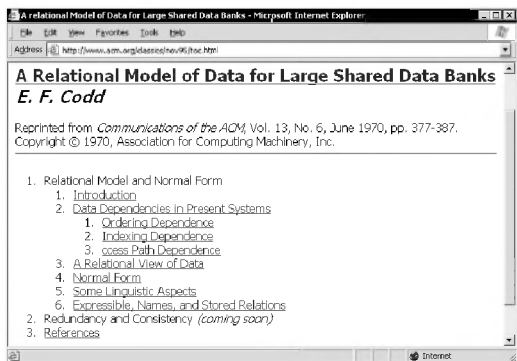 A relational Model of Data for Large Shared Data Banks - Microsoft Internet Explorer
File Edit View Favorites Tools Help
Address http://www.acm.org/classics/nov95/toc.html
A Relational Model of Data for Large Shared Data Banks
E. F. Codd
Reprinted from Communications of the ACM, Vol. 13, No. 6, June 1970, pp. 377-387.
Copyright © 1970, Association for Computing Machinery, Inc.
1. Relational Model and Normal Form
1. Introduction
2. Data Dependencies in Present Systems
1. Ordering Dependence
2. Indexing Dependence
3. ccess Path Dependence
3. A Relational View of Data
4. Normal Form
5. Some Linguistic Aspects
6. Expressible, Names, and Stored Relations
2. Redundancy and Consistency (coming soon)
3. References
Internet